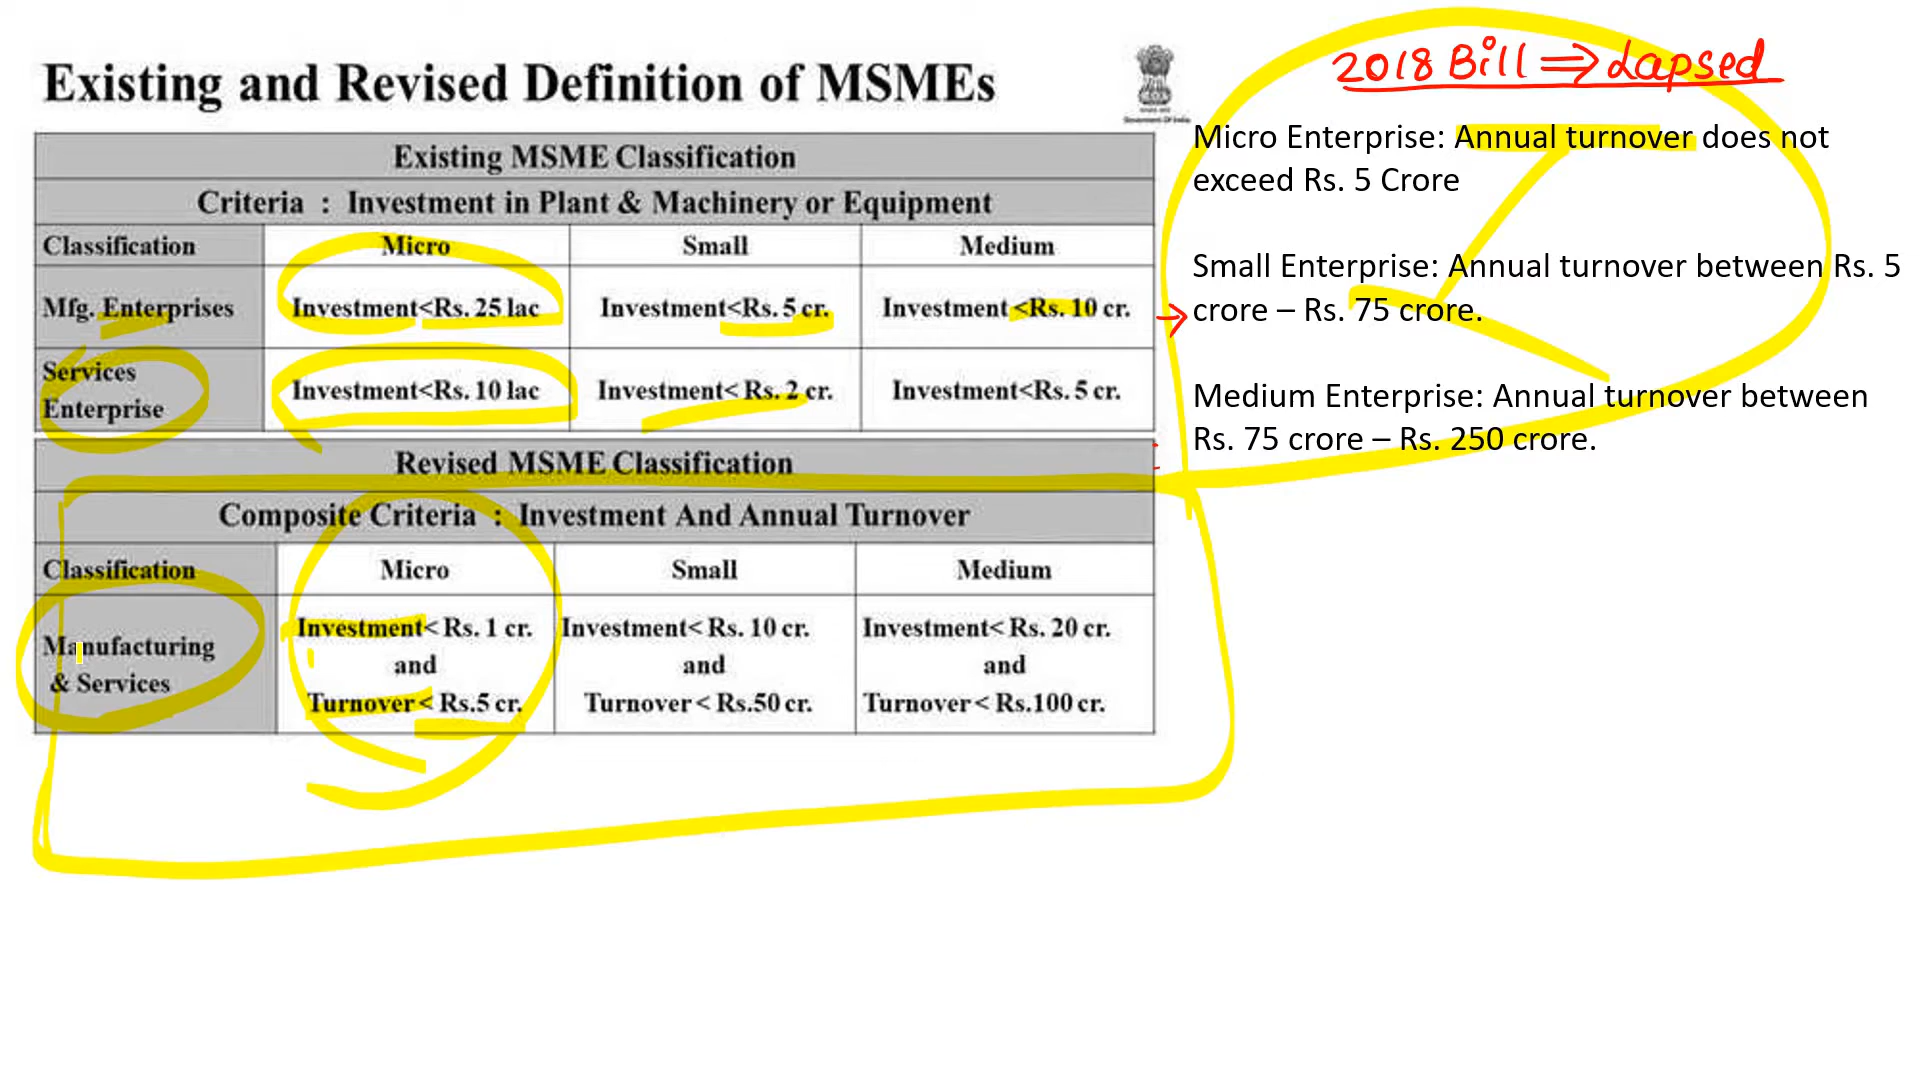 Existing and Revised Definition of MSMEs
Government Of India
Existing MSME Classification
Criteria : Investment in Plant & Machinery or Equipment
Classification Micro Small Medium
Mfg. Enterprises Investment<Rs. 25 lac Investment<Rs. 5 cr. Investment <Rs. 10 cr.
Services
Enterprise Investment<Rs. 10 lac Investment< Rs. 2 cr. Investment<Rs. 5 cr.
Revised MSME Classification
Composite Criteria : Investment And Annual Turnover
Classification Micro Small Medium
Manufacturing
& Services
Investment< Rs. 1 cr.
and
Turnover< Rs.5 cr.
Investment< Rs. 10 cr.
and
Turnover< Rs.50 cr.
Investment< Rs. 20 cr.
and
Turnover< Rs.100 cr.
2018 Bill ⇒ Lapsed
Micro Enterprise: Annual turnover does not
exceed Rs. 5 Crore
Small Enterprise: Annual turnover between Rs. 5
crore – Rs. 75 crore.
Medium Enterprise: Annual turnover between
Rs. 75 crore – Rs. 250 crore.